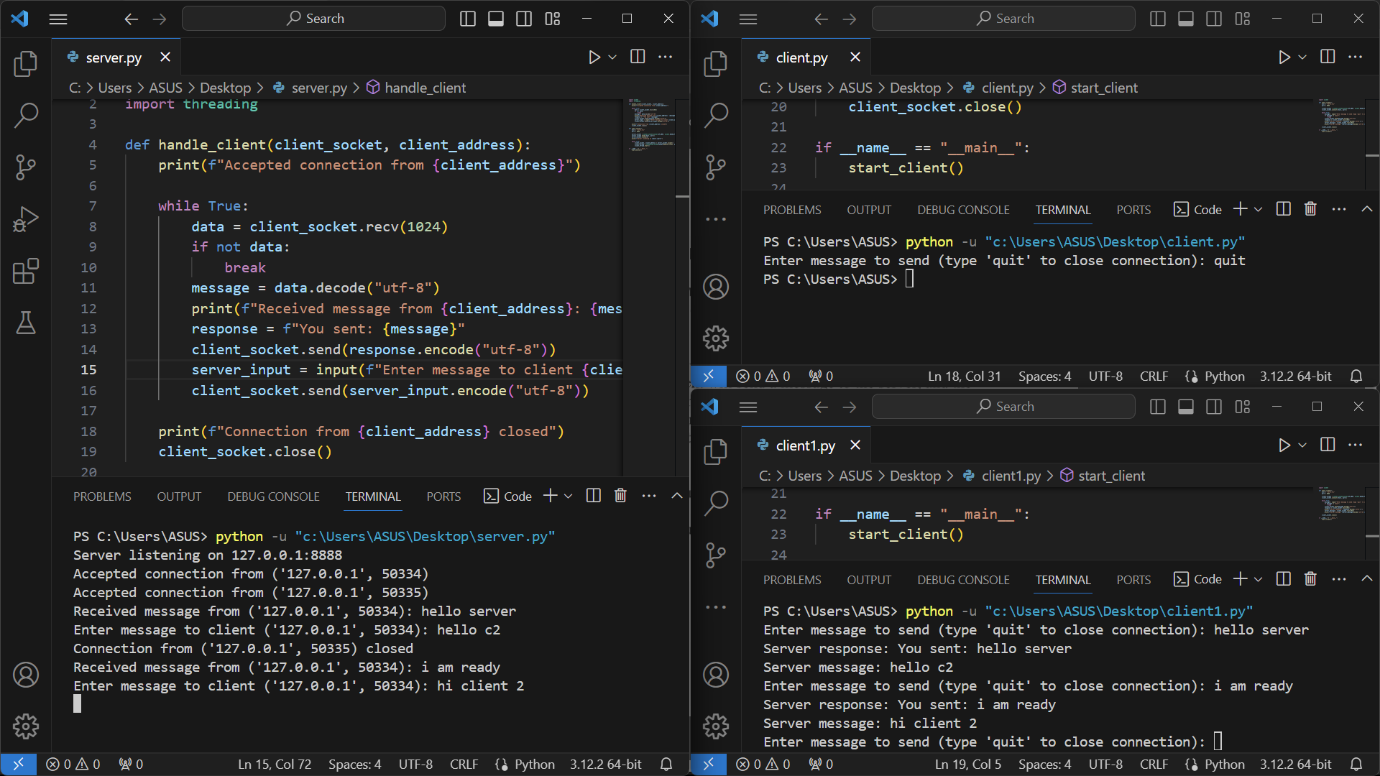 Search
server.py
C: > Users > ASUS > Desktop > server.py > handle_client
2 import threading
3
4 def handle_client(client_socket, client_address):
5 print(f"Accepted connection from {client_address}")
6
7 while True:
8 data = client_socket.recv(1024)
9 if not data:
10 break
11 message = data.decode("utf-8")
12 print(f"Received message from {client_address}: {mes
13 response = f"You sent: {message}"
14 client_socket.send(response.encode("utf-8"))
15 server_input = input(f"Enter message to client {clie
16 client_socket.send(server_input.encode("utf-8"))
17
18 print(f"Connection from {client_address} closed")
19 client_socket.close()
20
PROBLEMS OUTPUT DEBUG CONSOLE TERMINAL PORTS Code
PS C:\Users\ASUS> python -u "c:\Users\ASUS\Desktop\server.py"
Server listening on 127.0.0.1:8888
Accepted connection from ('127.0.0.1', 50334)
Accepted connection from ('127.0.0.1', 50335)
Received message from ('127.0.0.1', 50334): hello server
Enter message to client ('127.0.0.1', 50334): hello c2
Connection from ('127.0.0.1', 50335) closed
Received message from ('127.0.0.1', 50334): i am ready
Enter message to client ('127.0.0.1', 50334): hi client 2
0 0 0 Ln 15, Col 72 Spaces: 4 UTF-8 CRLF Python 3.12.2 64-bit
Search
client.py
C: > Users > ASUS > Desktop > client.py > start_client
20 client_socket.close()
21
22 if __name__ == "__main__":
23 start_client()
24
PROBLEMS OUTPUT DEBUG CONSOLE TERMINAL PORTS Code
PS C:\Users\ASUS> python -u "c:\Users\ASUS\Desktop\client.py"
Enter message to send (type 'quit' to close connection): quit
PS C:\Users\ASUS>
0 0 0 Ln 18, Col 31 Spaces: 4 UTF-8 CRLF Python 3.12.2 64-bit
Search
client1.py
C: > Users > ASUS > Desktop > client1.py > start_client
21
22 if __name__ == "__main__":
23 start_client()
24
PROBLEMS OUTPUT DEBUG CONSOLE TERMINAL PORTS Code
PS C:\Users\ASUS> python -u "c:\Users\ASUS\Desktop\client1.py"
Enter message to send (type 'quit' to close connection): hello server
Server response: You sent: hello server
Server message: hello c2
Enter message to send (type 'quit' to close connection): i am ready
Server response: You sent: i am ready
Server message: hi client 2
Enter message to send (type 'quit' to close connection):
0 0 0 Ln 19, Col 5 Spaces: 4 UTF-8 CRLF Python 3.12.2 64-bit